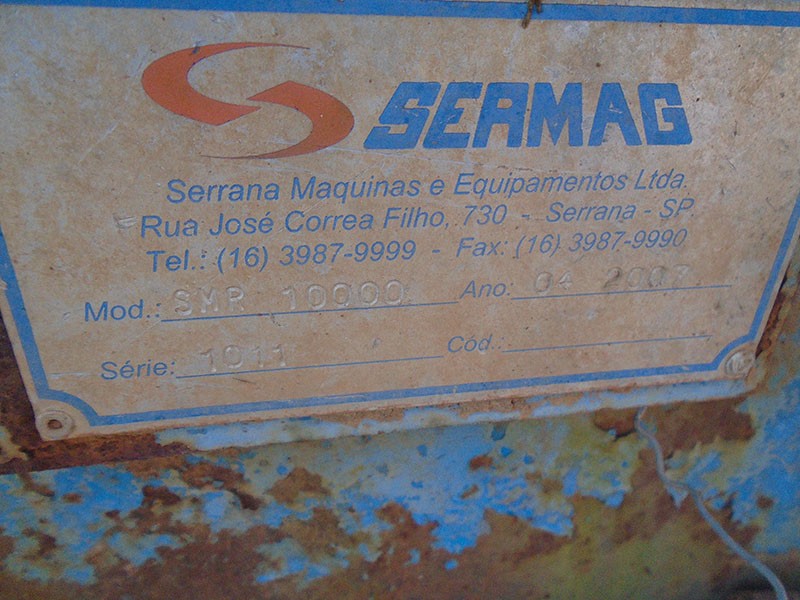 SERMAG
Serrana Maquinas e Equipamentos Ltda.
Rua José Correa Filho, 730 - Serrana - SP.
Tel.: (16) 3987-9999 - Fax: (16) 3987-9990
Mod.: SMR 10000 Ano: 04 2007
Série: 1011 Cód.: